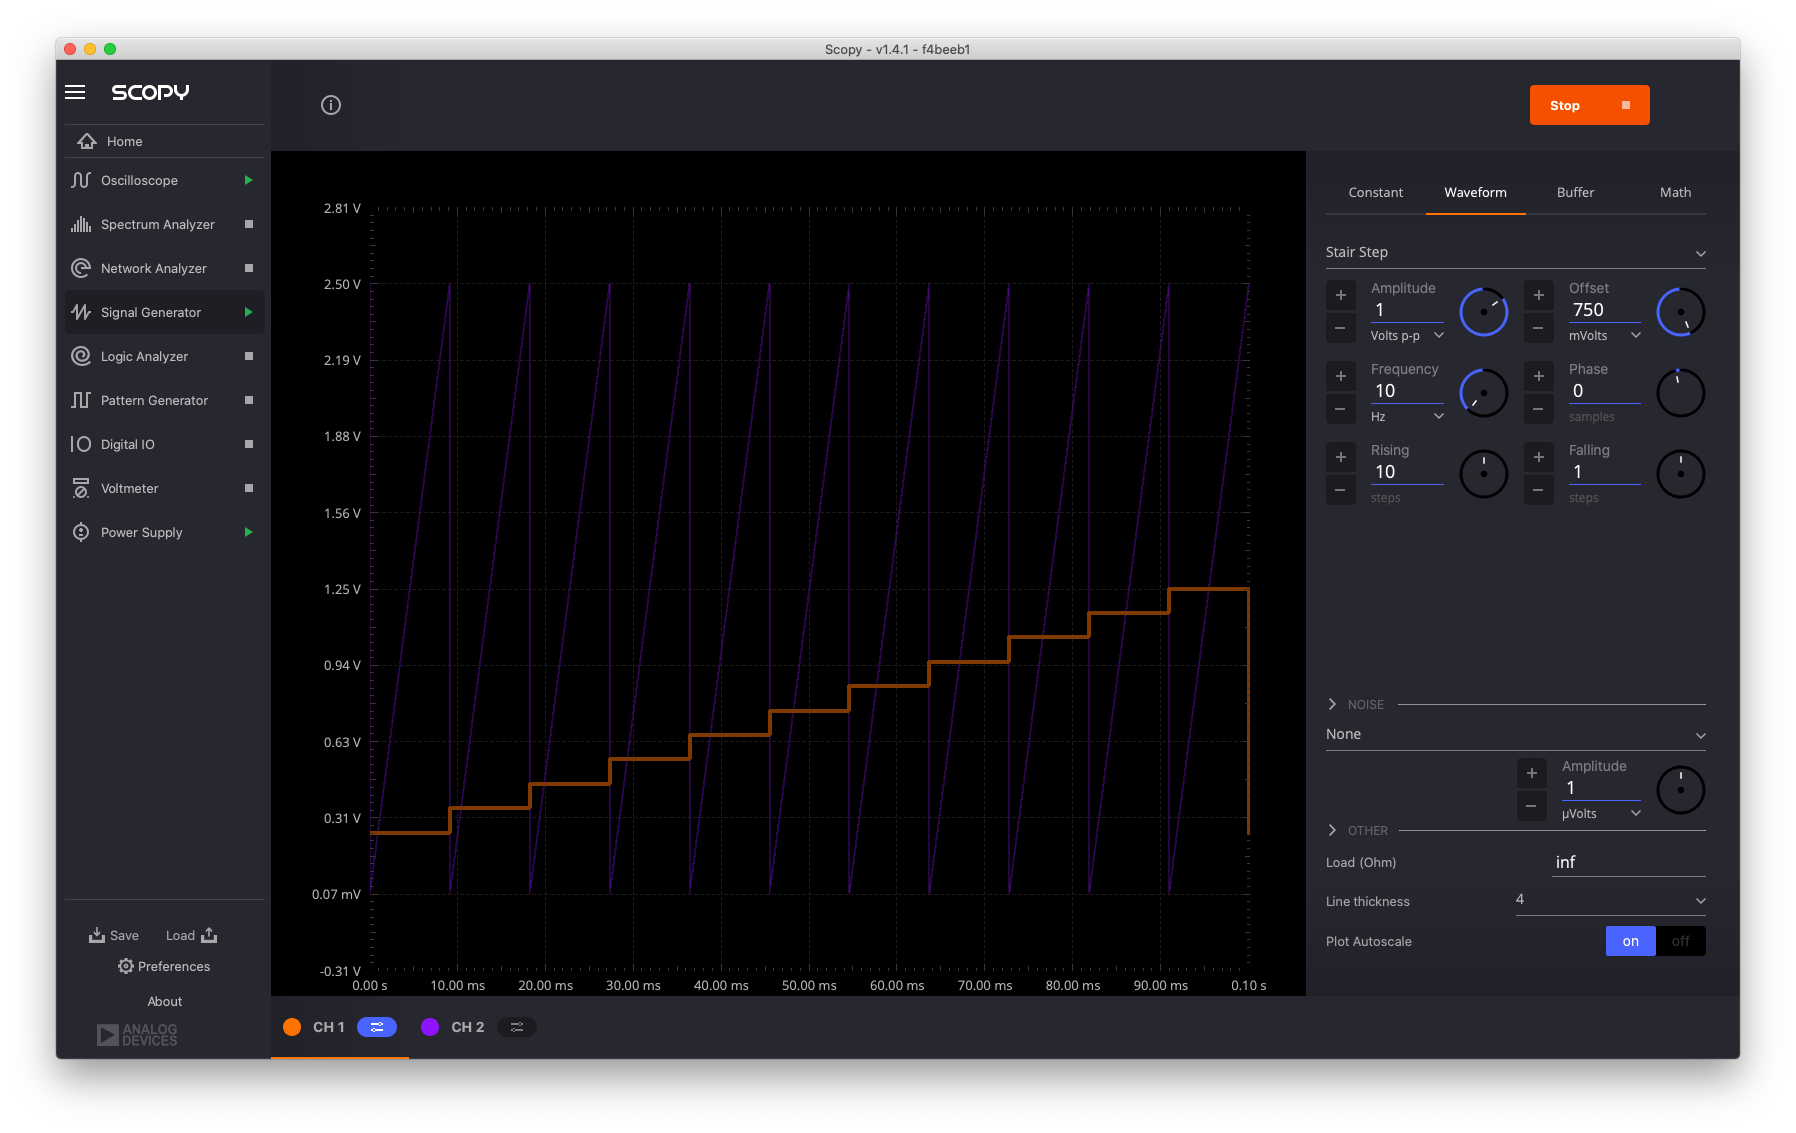 Scopy - v1.4.1 - f4beeb1
SCOPY
Home
Oscilloscope
Spectrum Analyzer
Network Analyzer
Signal Generator
Logic Analyzer
Pattern Generator
Digital IO
Voltmeter
Power Supply
Save
Load
Preferences
About
ANALOG
DEVICES
Stop
2.81 V
2.50 V
2.19 V
1.88 V
1.56 V
1.25 V
0.94 V
0.63 V
0.31 V
0.07 mV
-0.31 V
0.00 s 10.00 ms 20.00 ms 30.00 ms 40.00 ms 50.00 ms 60.00 ms 70.00 ms 80.00 ms 90.00 ms 0.10 s
CH 1 CH 2
Constant Waveform Buffer Math
Stair Step
Amplitude Offset
1 750
Volts p-p mVolts
Frequency Phase
10 0
Hz samples
Rising Falling
10 1
steps steps
NOISE
None
Amplitude
1
µVolts
OTHER
Load (Ohm) inf
Line thickness 4
Plot Autoscale on off